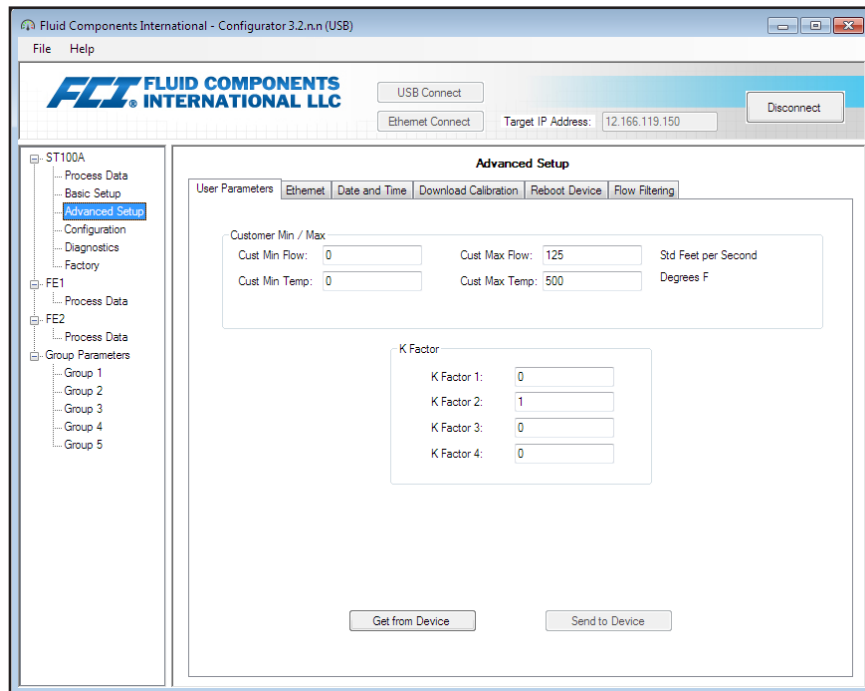 Fluid Components International - Configurator 3.2.n.n (USB)
File Help
FCI FLUID COMPONENTS
INTERNATIONAL LLC
®
USB Connect
Ethernet Connect Target IP Address: 12.166.119.150
Disconnect
ST100A
Process Data
Basic Setup
Advanced Setup
Configuration
Diagnostics
Factory
FE1
Process Data
FE2
Process Data
Group Parameters
Group 1
Group 2
Group 3
Group 4
Group 5
Advanced Setup
User Parameters Ethernet Date and Time Download Calibration Reboot Device Flow Filtering
Customer Min / Max
Cust Min Flow: 0 Cust Max Flow: 125 Std Feet per Second
Cust Min Temp: 0 Cust Max Temp: 500 Degrees F
K Factor
K Factor 1: 0
K Factor 2: 1
K Factor 3: 0
K Factor 4: 0
Get from Device Send to Device